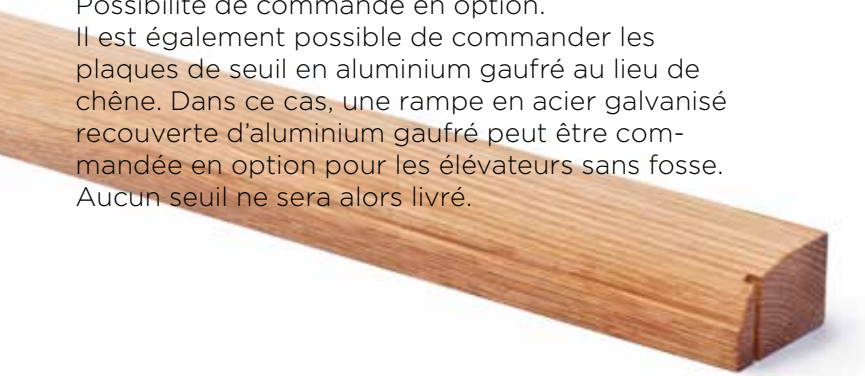 Possibilité de commande en option.
Il est également possible de commander les
plaques de seuil en aluminium gaufré au lieu de
chêne. Dans ce cas, une rampe en acier galvanisé
recouverte d’aluminium gaufré peut être com-
mandée en option pour les élévateurs sans fosse.
Aucun seuil ne sera alors livré.